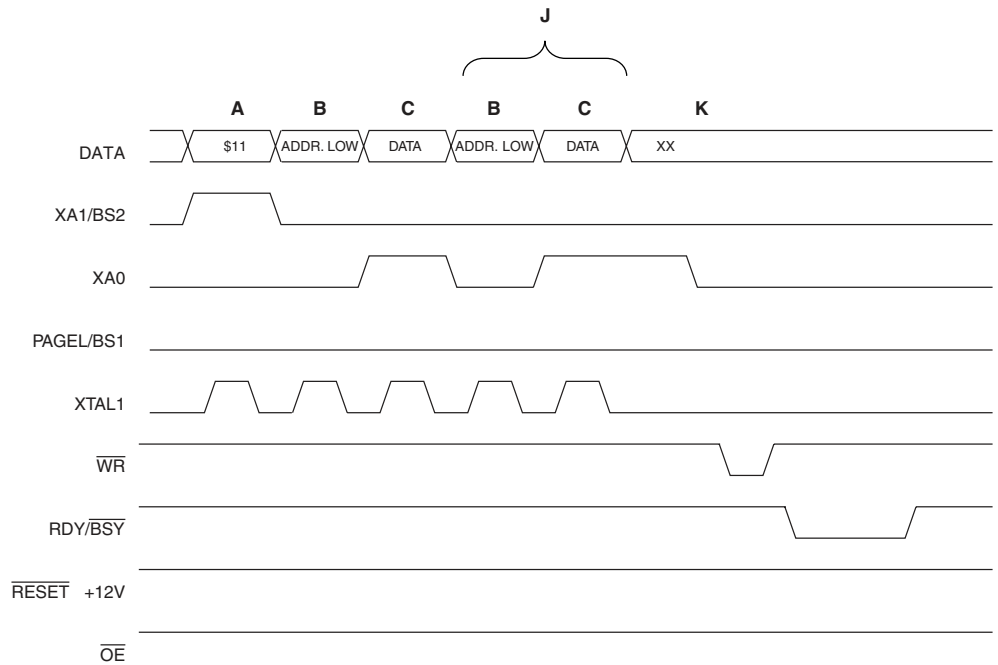 J
A B C B C K
DATA $11 ADDR. LOW DATA ADDR. LOW DATA XX
XA1/BS2
XA0
PAGEL/BS1
XTAL1
WR
RDY/BSY
RESET +12V
OE